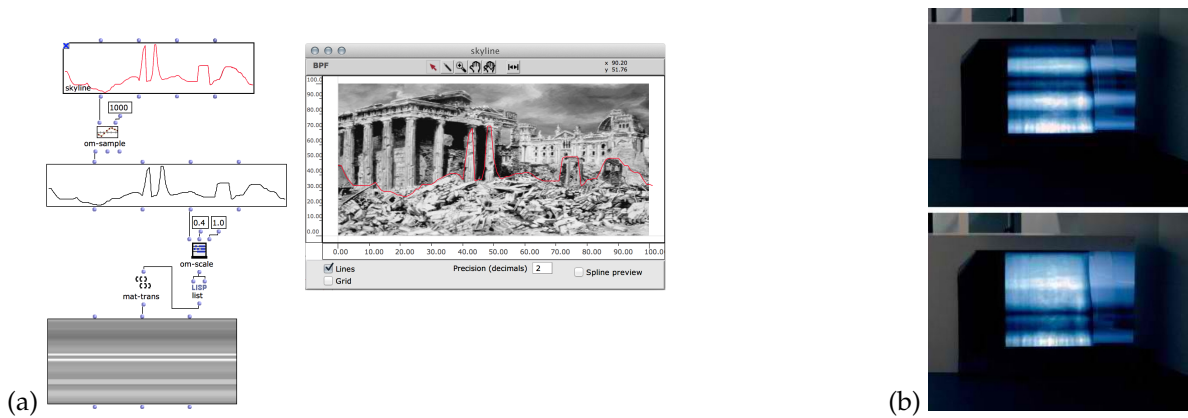 skyline
1000
om-sample
0.4 1.0
om-scale
mat-trans
LISP
list
(a)
skyline
BPF
x 90.20
y 51.76
100.0
90.00
80.00
70.00
60.00
50.00
40.00
30.00
20.00
10.00
0.00
0.00 10.00 20.00 30.00 40.00 50.00 60.00 70.00 80.00 90.00 100.0
Lines
Grid
Precision (decimals) 2
Spline preview
(b)